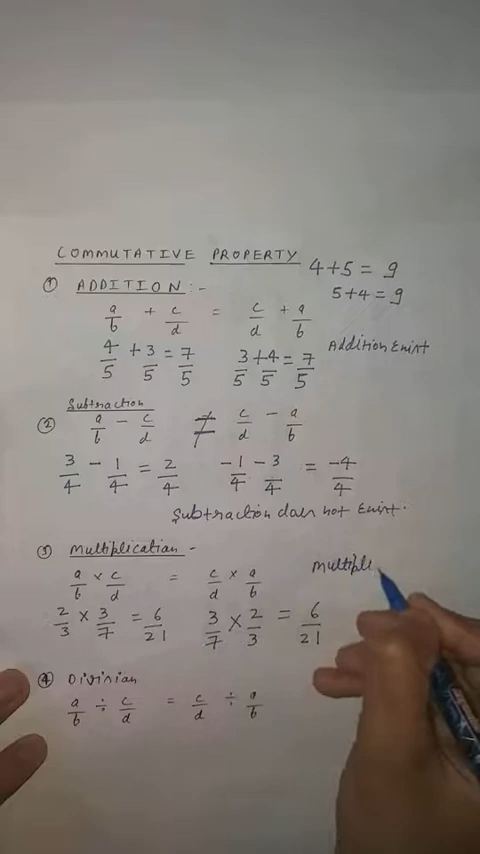 COMMUTATIVE PROPERTY 4+5 = 9
① ADDITION :- 5+4 = 9
a/b + c/d = c/d + a/b
4/5 + 3/5 = 7/5 3/5 + 4/5 = 7/5 Addition Exist
Subtraction
② a/b - c/d ≠ c/d - a/b
3/4 - 1/4 = 2/4 -1/4 - 3/4 = -4/4
Subtraction does not Exist.
③ Multiplication -
a/b × c/d = c/d × a/b Multipli
2/3 × 3/7 = 6/21 3/7 × 2/3 = 6/21
④ Division
a/b ÷ c/d = c/d ÷ a/b